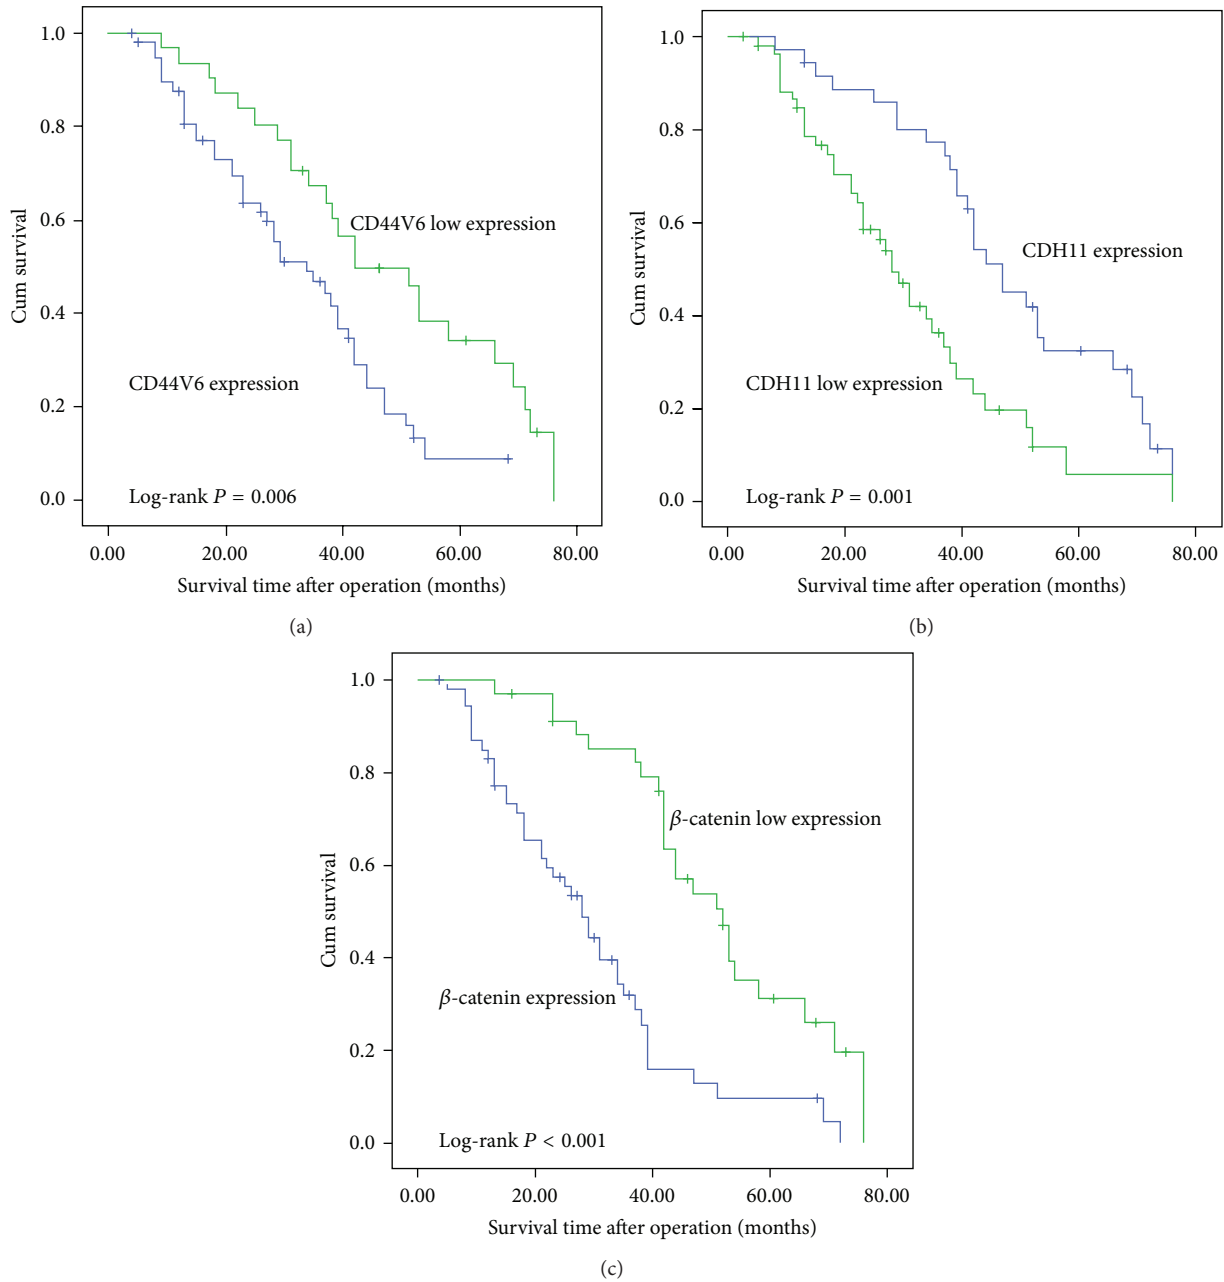 1.0
0.8
0.6
0.4
0.2
0.0
Cum survival
CD44V6 low expression
CD44V6 expression
Log-rank P = 0.006
0.00 20.00 40.00 60.00 80.00
Survival time after operation (months)
(a)
1.0
0.8
0.6
0.4
0.2
0.0
Cum survival
CDH11 expression
CDH11 low expression
Log-rank P = 0.001
0.00 20.00 40.00 60.00 80.00
Survival time after operation (months)
(b)
1.0
0.8
0.6
0.4
0.2
0.0
Cum survival
β-catenin low expression
β-catenin expression
Log-rank P < 0.001
0.00 20.00 40.00 60.00 80.00
Survival time after operation (months)
(c)